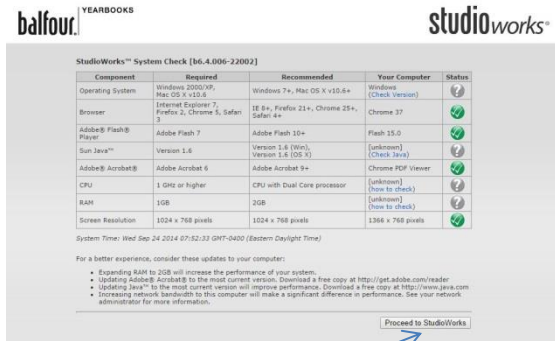 balfour. YEARBOOKS
studioworks
StudioWorks™ System Check [b6.4.006-22002]
Component Required Recommended Your Computer Status
Operating System Windows 2000/XP, Mac OS X v10.6 Windows 7+, Mac OS X v10.6+ Windows (Check Version)
Browser Internet Explorer 7, Firefox 2, Chrome 5, Safari 3 IE 8+, Firefox 21+, Chrome 25+, Safari 4+ Chrome 37
Adobe® Flash® Player Adobe Flash 7 Adobe Flash 10+ Flash 15.0
Sun Java™ Version 1.6 Version 1.6 (Win), Version 1.6 (OS X) [unknown] (Check Java)
Adobe® Acrobat® Adobe Acrobat 6 Adobe Acrobat 9+ Chrome PDF Viewer
CPU 1 GHz or higher CPU with Dual Core processor [unknown] (how to check)
RAM 1GB 2GB [unknown] (how to check)
Screen Resolution 1024 x 768 pixels 1024 x 768 pixels 1366 x 768 pixels
System Time: Wed Sep 24 2014 07:52:33 GMT-0400 (Eastern Daylight Time)
For a better experience, consider these updates to your computer:
• Expanding RAM to 2GB will increase the performance of your system.
• Updating Adobe® Acrobat® to the most current version. Download a free copy at http://get.adobe.com/reader
• Updating Java™ to the most current version will improve performance. Download a free copy at http://www.java.com
• Increasing network bandwidth to this computer will make a significant difference in performance. See your network
administrator for more information.
Proceed to StudioWorks